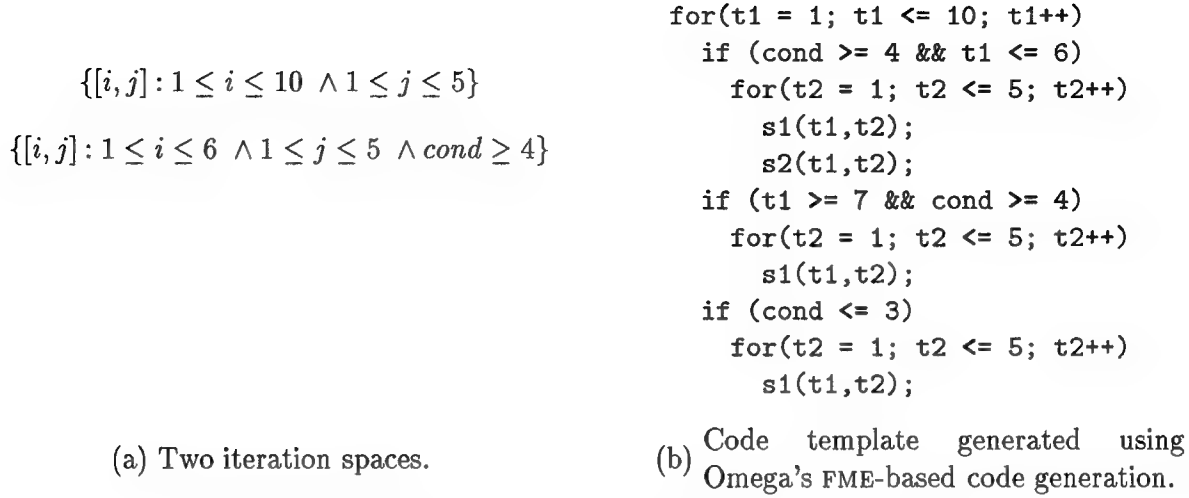 {[i, j] : 1 ≤ i ≤ 10 ∧ 1 ≤ j ≤ 5}
{[i, j] : 1 ≤ i ≤ 6 ∧ 1 ≤ j ≤ 5 ∧ cond ≥ 4}
(a) Two iteration spaces.
for(t1 = 1; t1 <= 10; t1++)
if (cond >= 4 && t1 <= 6)
for(t2 = 1; t2 <= 5; t2++)
s1(t1,t2);
s2(t1,t2);
if (t1 >= 7 && cond >= 4)
for(t2 = 1; t2 <= 5; t2++)
s1(t1,t2);
if (cond <= 3)
for(t2 = 1; t2 <= 5; t2++)
s1(t1,t2);
(b) Code template generated using
Omega's FME-based code generation.